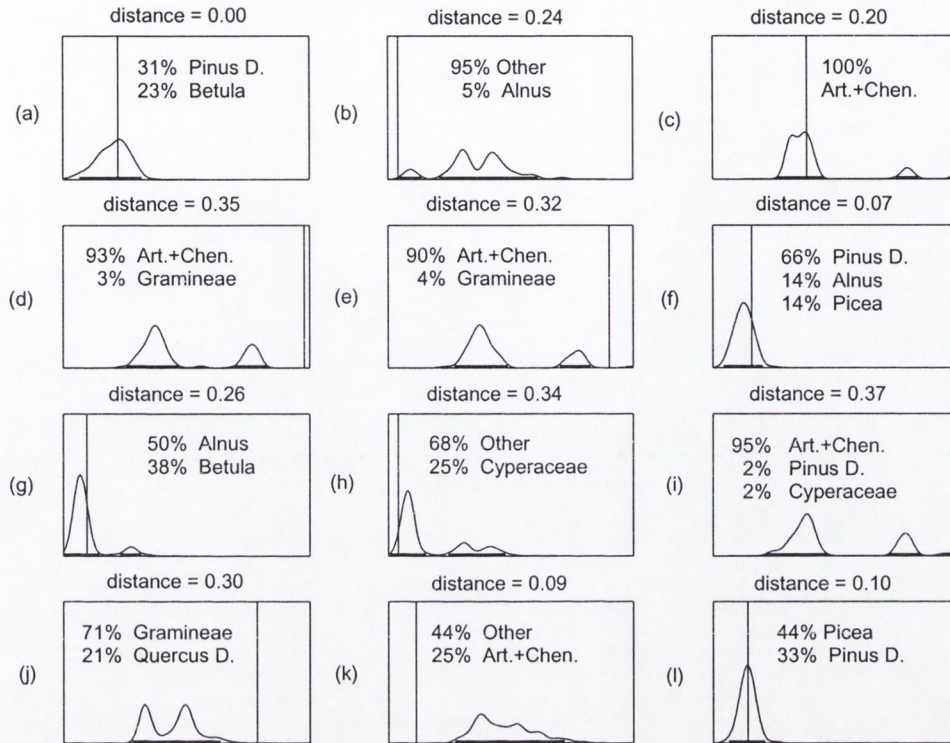 distance = 0.00
distance = 0.24
distance = 0.20
(a)
31% Pinus D.
23% Betula
(b)
95% Other
5% Alnus
(c)
100%
Art.+Chen.
distance = 0.35
distance = 0.32
distance = 0.07
(d)
93% Art.+Chen.
3% Gramineae
(e)
90% Art.+Chen.
4% Gramineae
(f)
66% Pinus D.
14% Alnus
14% Picea
distance = 0.26
distance = 0.34
distance = 0.37
(g)
50% Alnus
38% Betula
(h)
68% Other
25% Cyperaceae
(i)
95% Art.+Chen.
2% Pinus D.
2% Cyperaceae
distance = 0.30
distance = 0.09
distance = 0.10
(j)
71% Gramineae
21% Quercus D.
(k)
44% Other
25% Art.+Chen.
(l)
44% Picea
33% Pinus D.